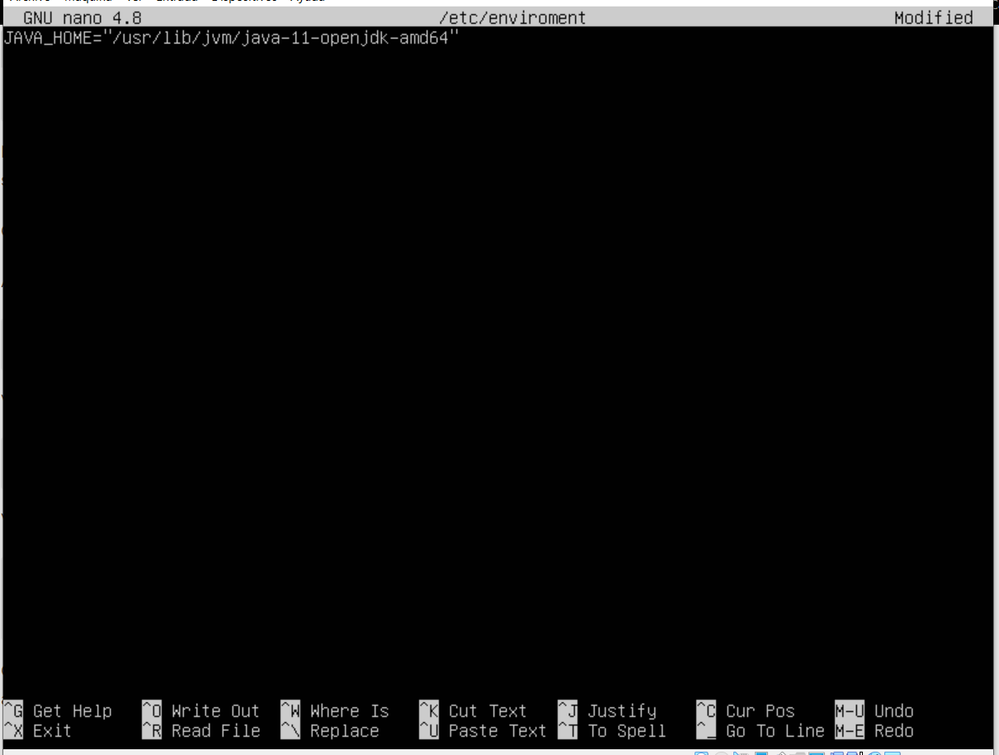 GNU nano 4.8 /etc/enviroment Modified
JAVA_HOME="/usr/lib/jvm/java-11-openjdk-amd64"
^G Get Help ^O Write Out ^W Where Is ^K Cut Text ^J Justify ^C Cur Pos M-U Undo
^X Exit ^R Read File ^\ Replace ^U Paste Text ^T To Spell ^_ Go To Line M-E Redo